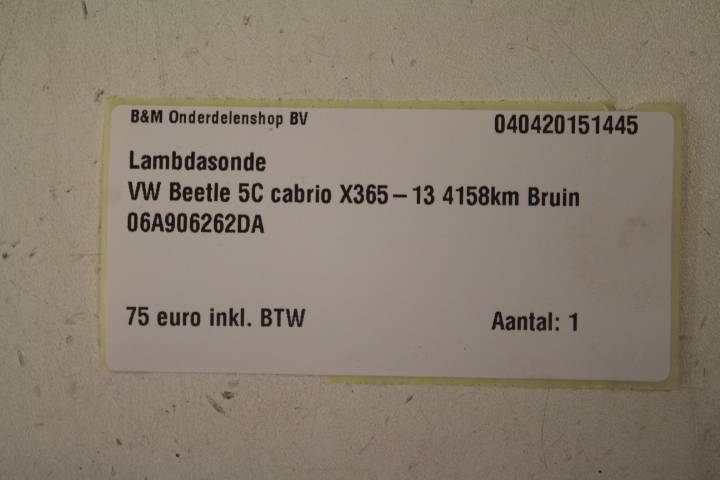 B&M Onderdelenshop BV 040420151445
Lambdasonde
VW Beetle 5C cabrio X365-13 4158km Bruin
06A906262DA
75 euro inkl. BTW Aantal: 1